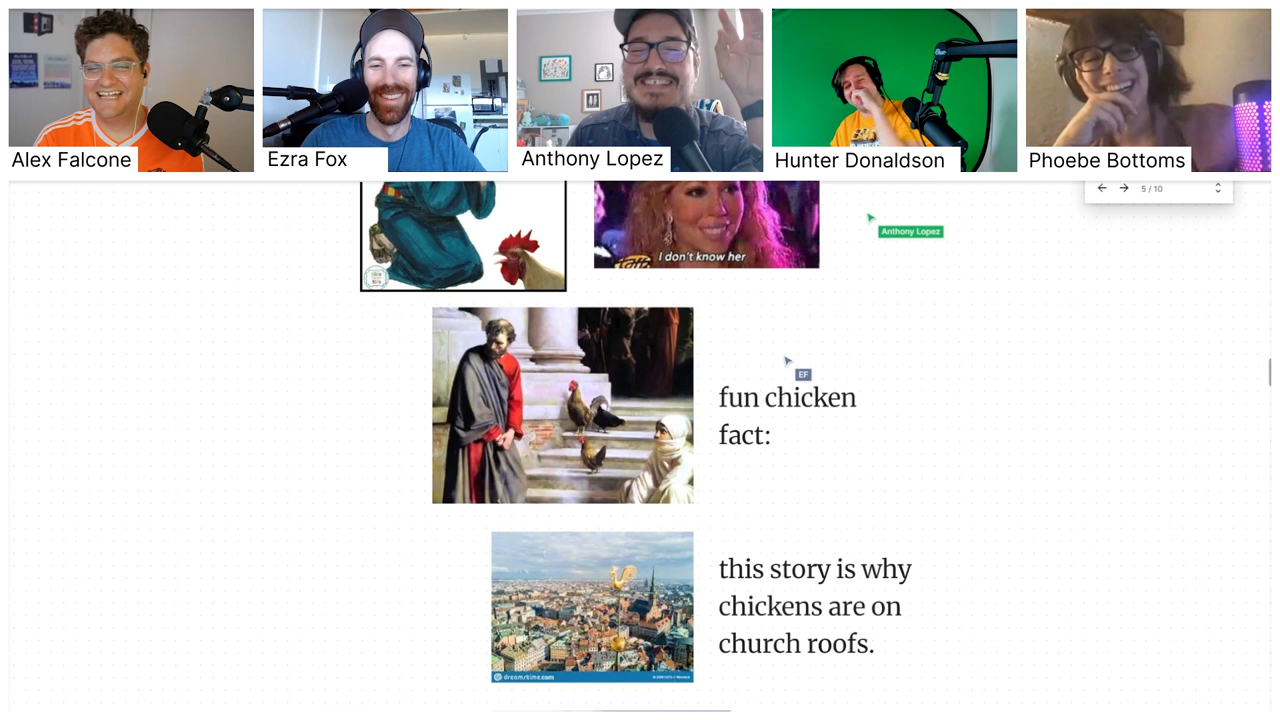 Alex Falcone
Ezra Fox
Anthony Lopez
Hunter Donaldson
Phoebe Bottoms
5 / 10
Anthony Lopez
I don't know her
EF
fun chicken
fact:
this story is why
chickens are on
church roofs.
dreamstime.com